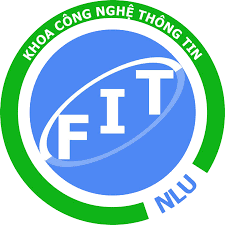 KHOA CÔNG NGHỆ THÔNG TIN
FIT
NLU